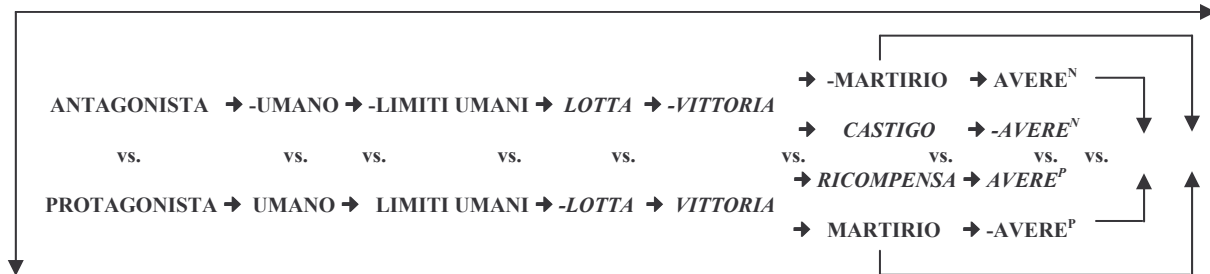 → -MARTIRIO → AVERE^N
ANTAGONISTA → -UMANO → -LIMITI UMANI → LOTTA → -VITTORIA
→ CASTIGO → -AVERE^N
vs. vs. vs. vs. vs. vs. vs. vs. vs.
→ RICOMPENSA → AVERE^P
PROTAGONISTA → UMANO → LIMITI UMANI → -LOTTA → VITTORIA
→ MARTIRIO → -AVERE^P